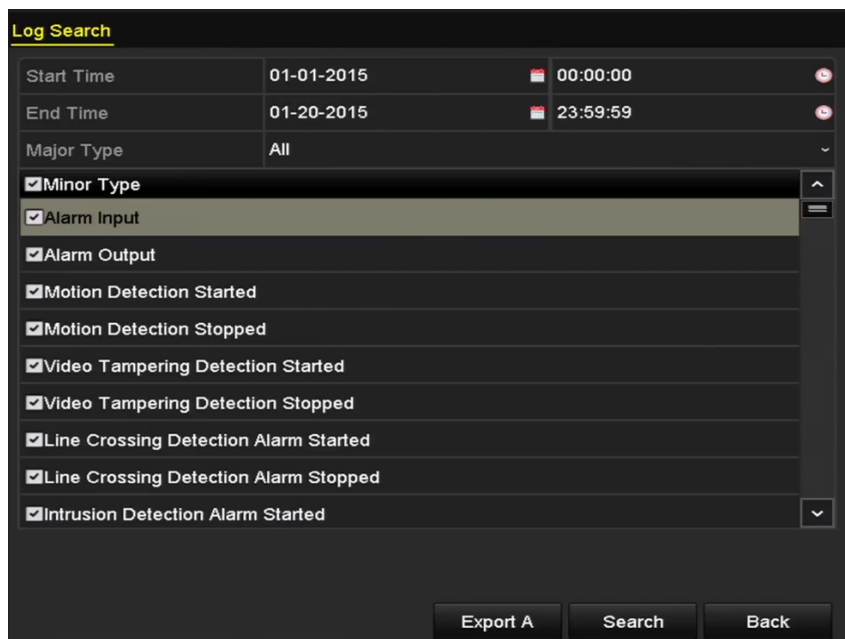 Log Search
Start Time 01-01-2015 00:00:00
End Time 01-20-2015 23:59:59
Major Type All
Minor Type
Alarm Input
Alarm Output
Motion Detection Started
Motion Detection Stopped
Video Tampering Detection Started
Video Tampering Detection Stopped
Line Crossing Detection Alarm Started
Line Crossing Detection Alarm Stopped
Intrusion Detection Alarm Started
Export A Search Back